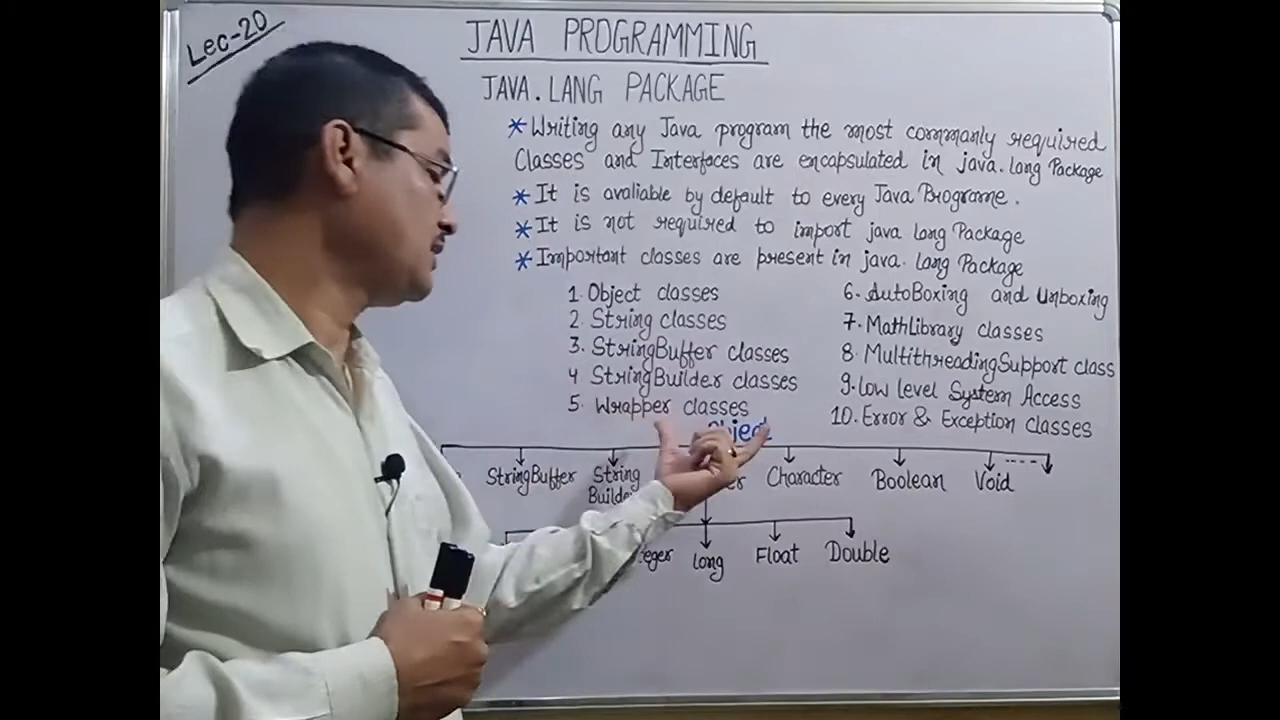 Lec-20
JAVA PROGRAMMING
JAVA.LANG PACKAGE
* Writing any Java program the most commonly required
Classes and Interfaces are encapsulated in java.lang Package
* It is avaliable by default to every Java Programe.
* It is not required to import java lang Package
* Important classes are present in java. lang Package
1. Object classes
2. String classes
3. StringBuffer classes
4 StringBuilder classes
5. Wrapper classes
6. AutoBoxing and Unboxing
7. MathLibrary classes
8. MultithreadingSupport class
9. low level System Access
10. Error & Exception classes
Object
StringBuffer String Builder Character Boolean Void
long Float Double